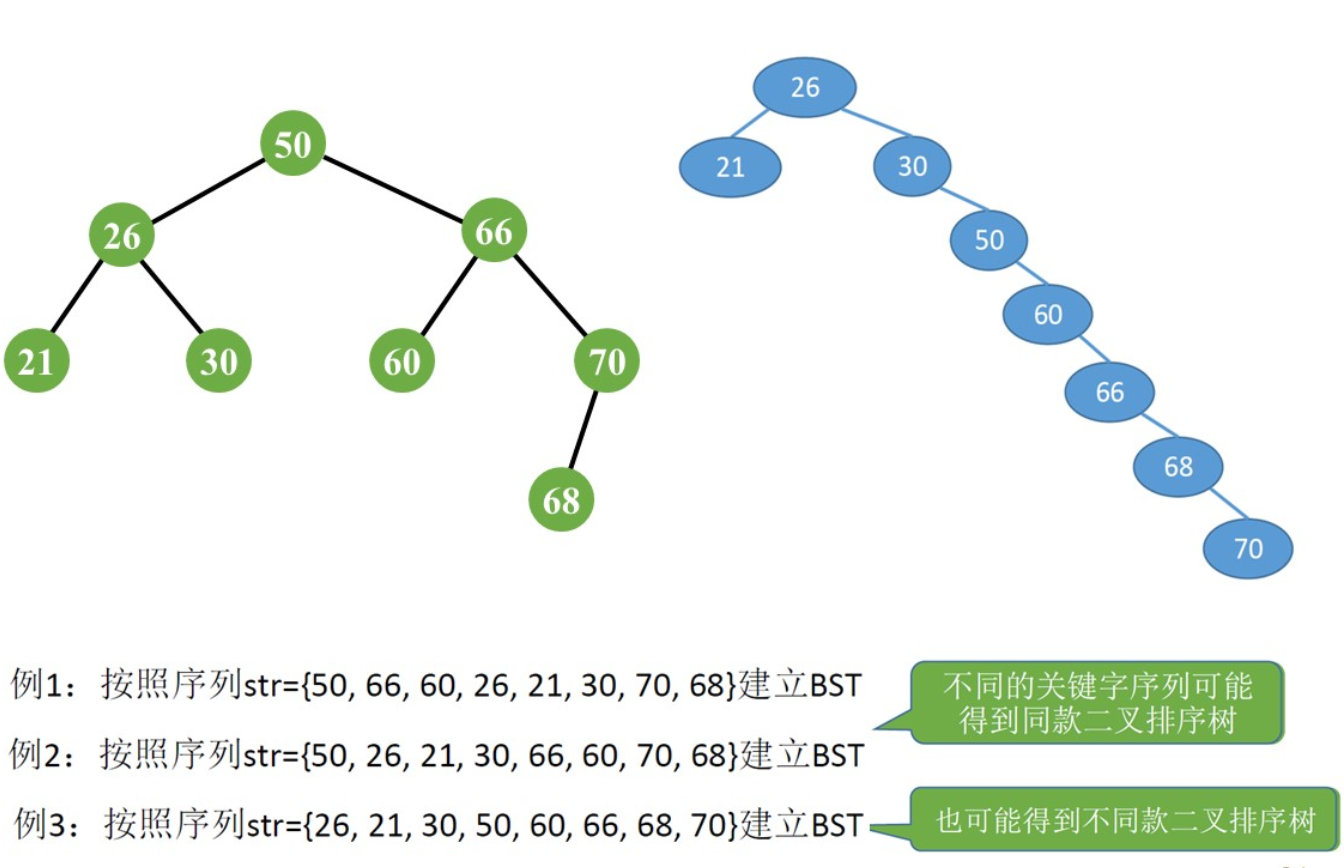 50
26
66
21
30
60
70
68
26
21
30
50
60
66
68
70
例1：按照序列str={50, 66, 60, 26, 21, 30, 70, 68}建立BST
不同的关键字序列可能
得到同款二叉排序树
例2：按照序列str={50, 26, 21, 30, 66, 60, 70, 68}建立BST
例3：按照序列str={26, 21, 30, 50, 60, 66, 68, 70}建立BST
也可能得到不同款二叉排序树